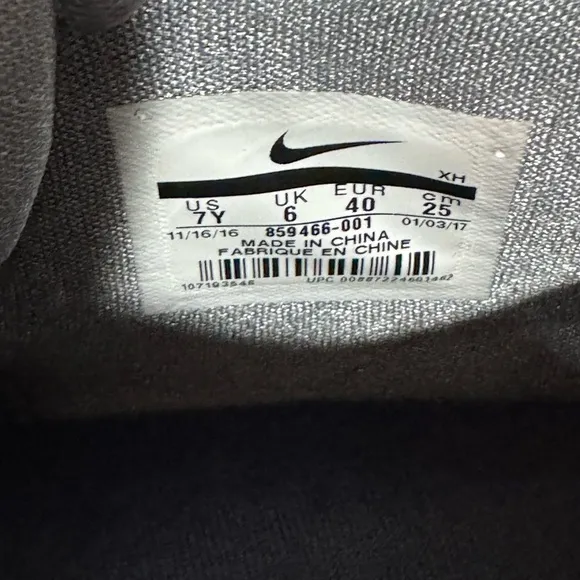 XH
US UK EUR cm
7Y 6 40 25
11/16/16 859466-001 01/03/17
MADE IN CHINA
FABRIQUE EN CHINE
107193546 UPC 00887224601462